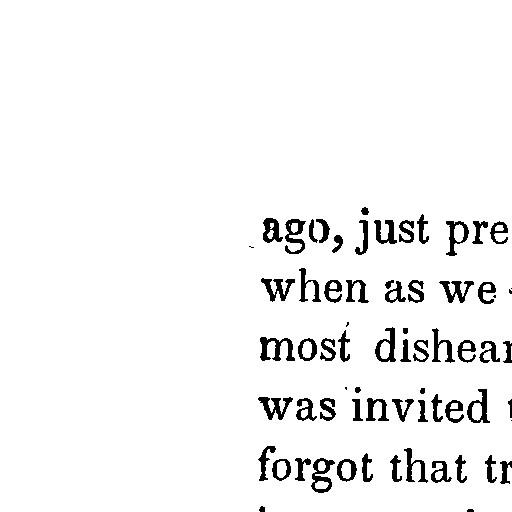 ago, just pre
when as we
most dishear
was invited
forgot that tr